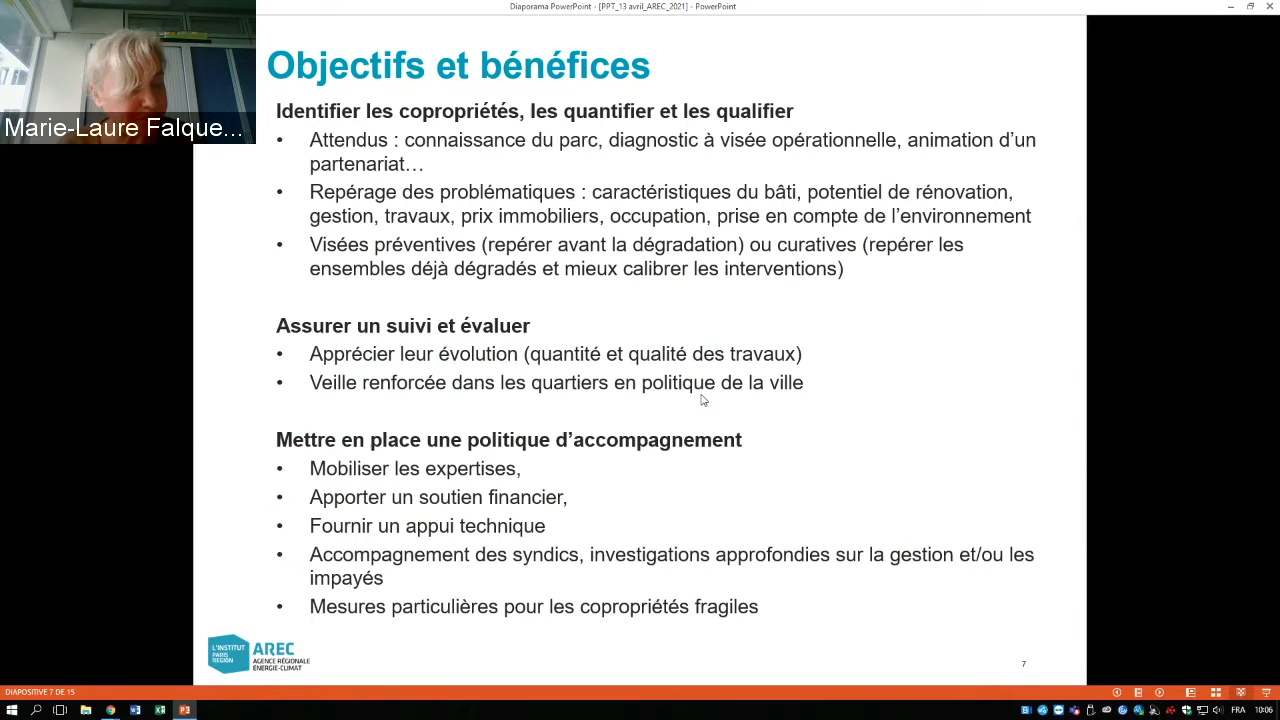 Diaporama PowerPoint - [PPT_13 avril_AREC_2021] - PowerPoint
Marie-Laure Falque...
Objectifs et bénéfices
Identifier les copropriétés, les quantifier et les qualifier
• Attendus : connaissance du parc, diagnostic à visée opérationnelle, animation d’un
partenariat…
• Repérage des problématiques : caractéristiques du bâti, potentiel de rénovation,
gestion, travaux, prix immobiliers, occupation, prise en compte de l’environnement
• Visées préventives (repérer avant la dégradation) ou curatives (repérer les
ensembles déjà dégradés et mieux calibrer les interventions)
Assurer un suivi et évaluer
• Apprécier leur évolution (quantité et qualité des travaux)
• Veille renforcée dans les quartiers en politique de la ville
Mettre en place une politique d’accompagnement
• Mobiliser les expertises,
• Apporter un soutien financier,
• Fournir un appui technique
• Accompagnement des syndics, investigations approfondies sur la gestion et/ou les
impayés
• Mesures particulières pour les copropriétés fragiles
L'INSTITUT
PARIS
REGION
AREC
AGENCE RÉGIONALE
ÉNERGIE-CLIMAT
7
DIAPOSITIVE 7 DE 15
FRA
10:06